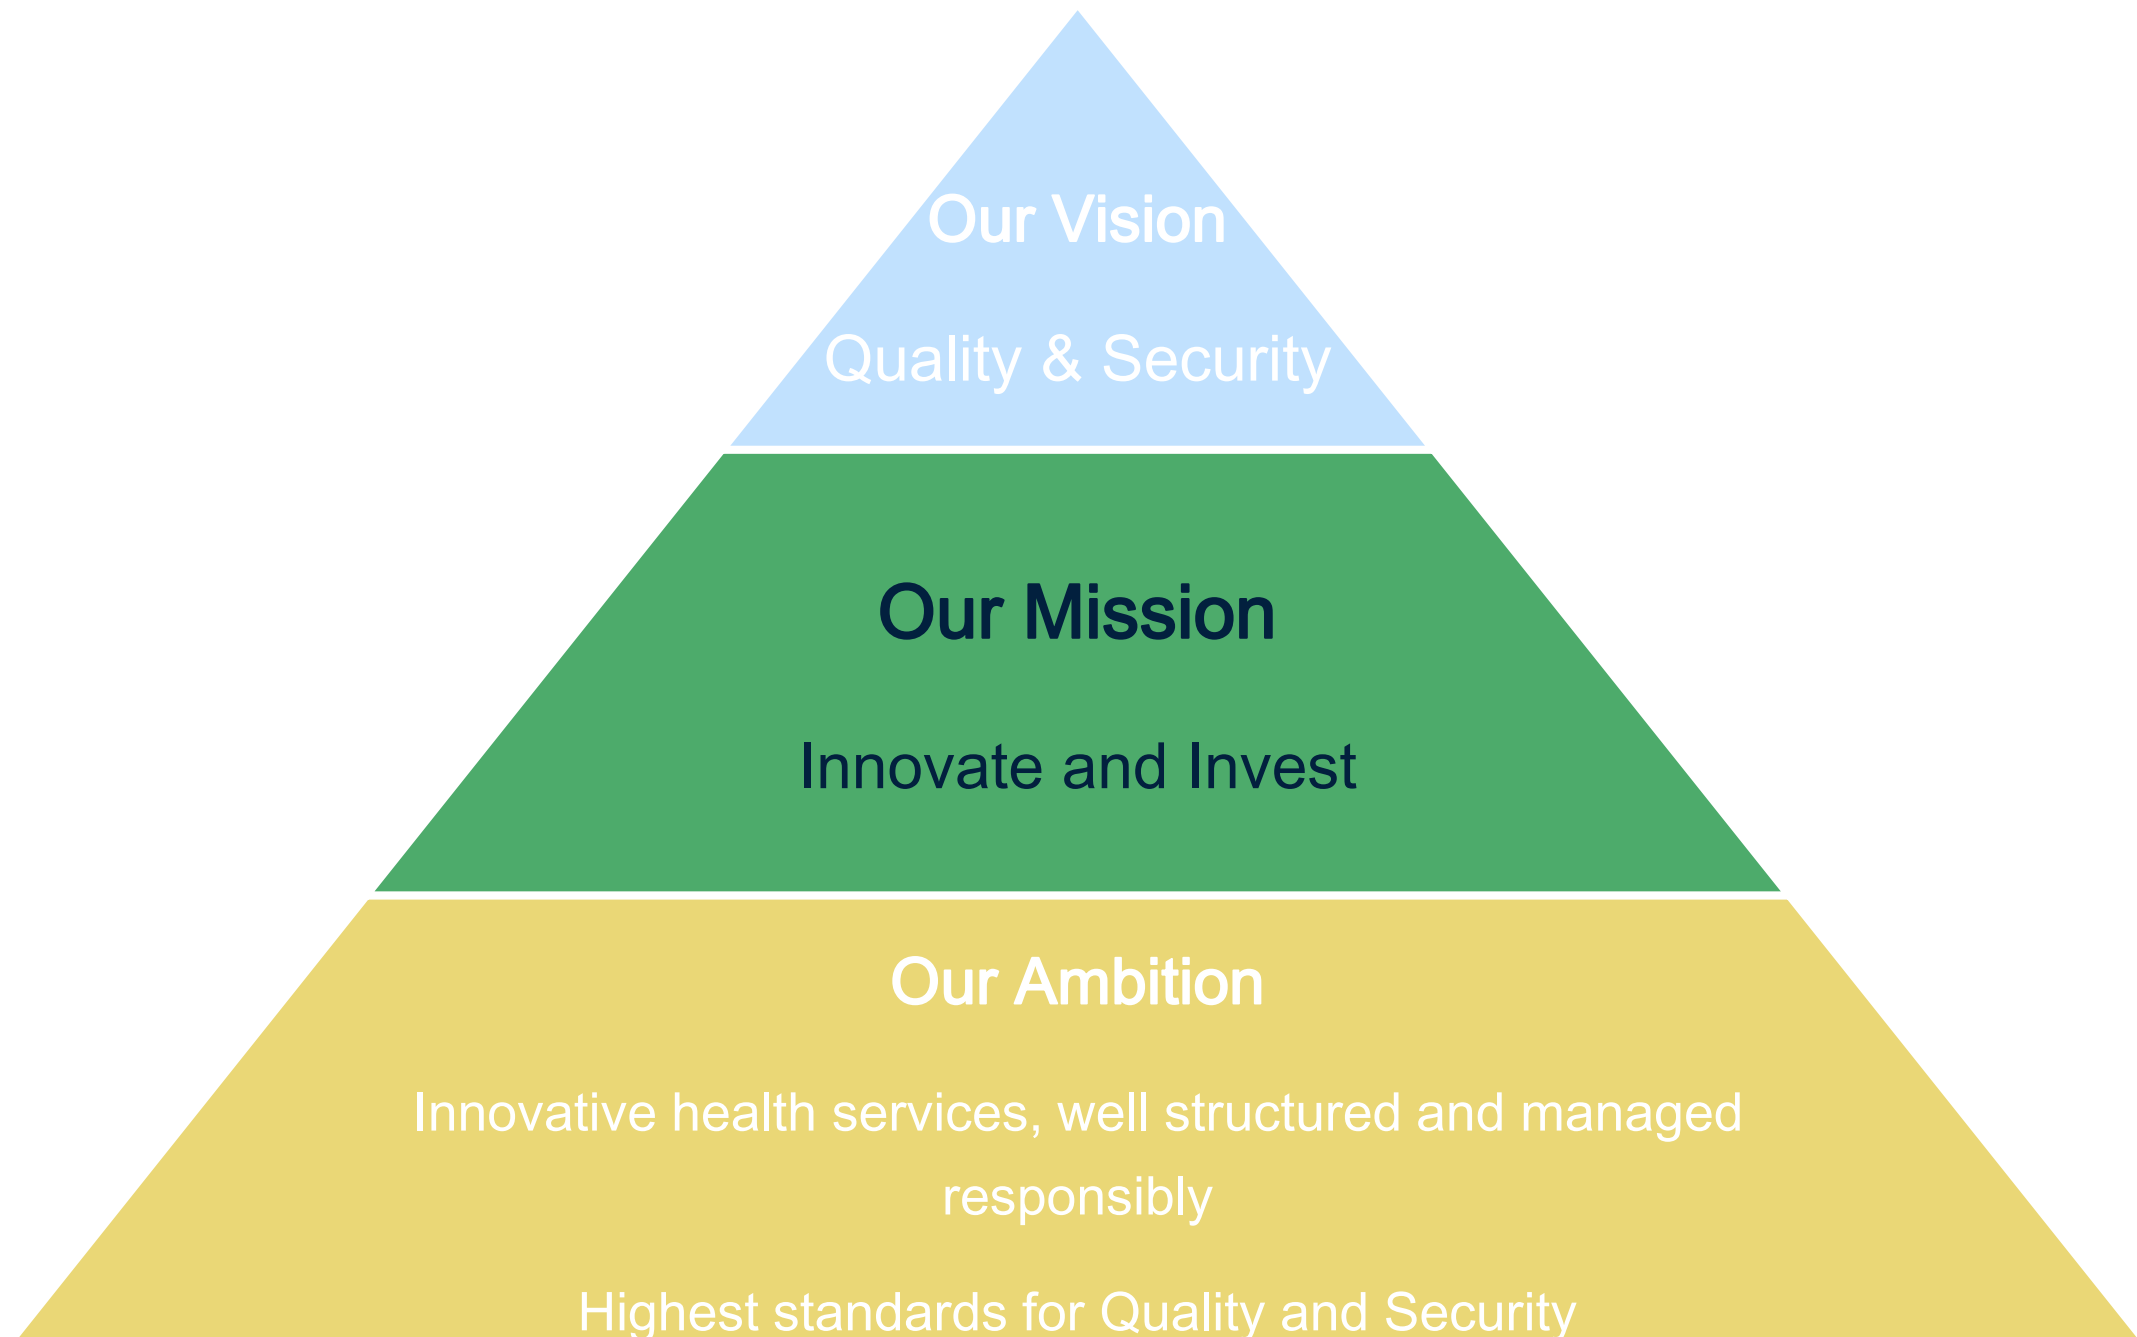 Our Vision
Quality & Security
Our Mission
Innovate and Invest
Our Ambition
Innovative health services, well structured and managed
responsibly
Highest standards for Quality and Security